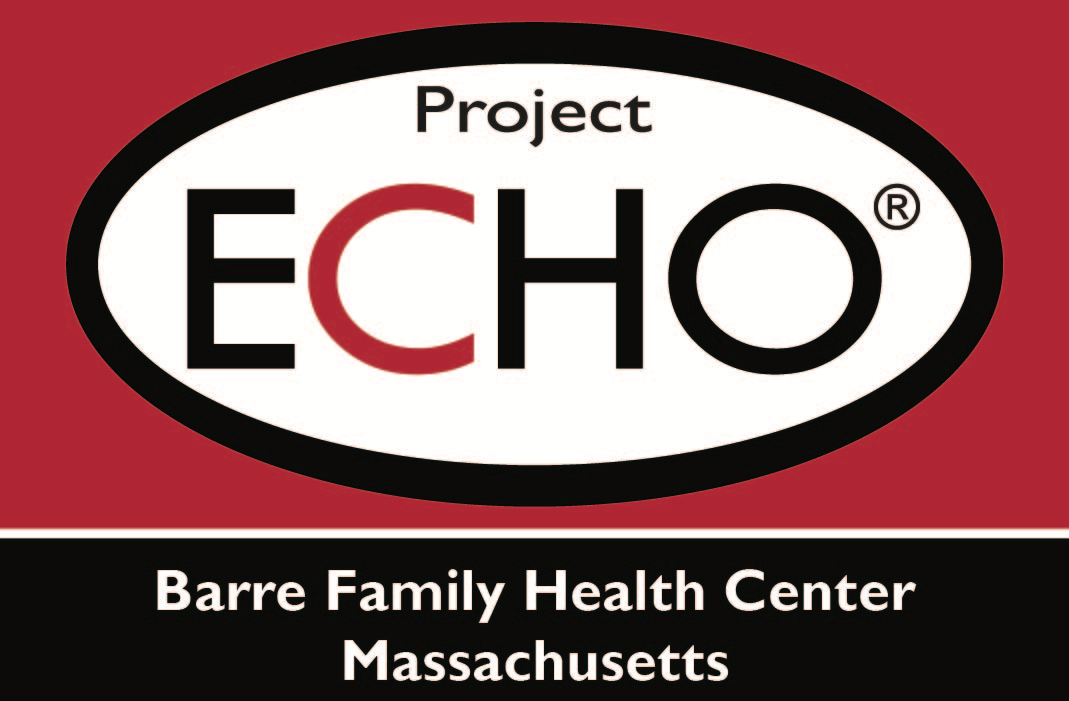 Project
ECHO®
Barre Family Health Center
Massachusetts